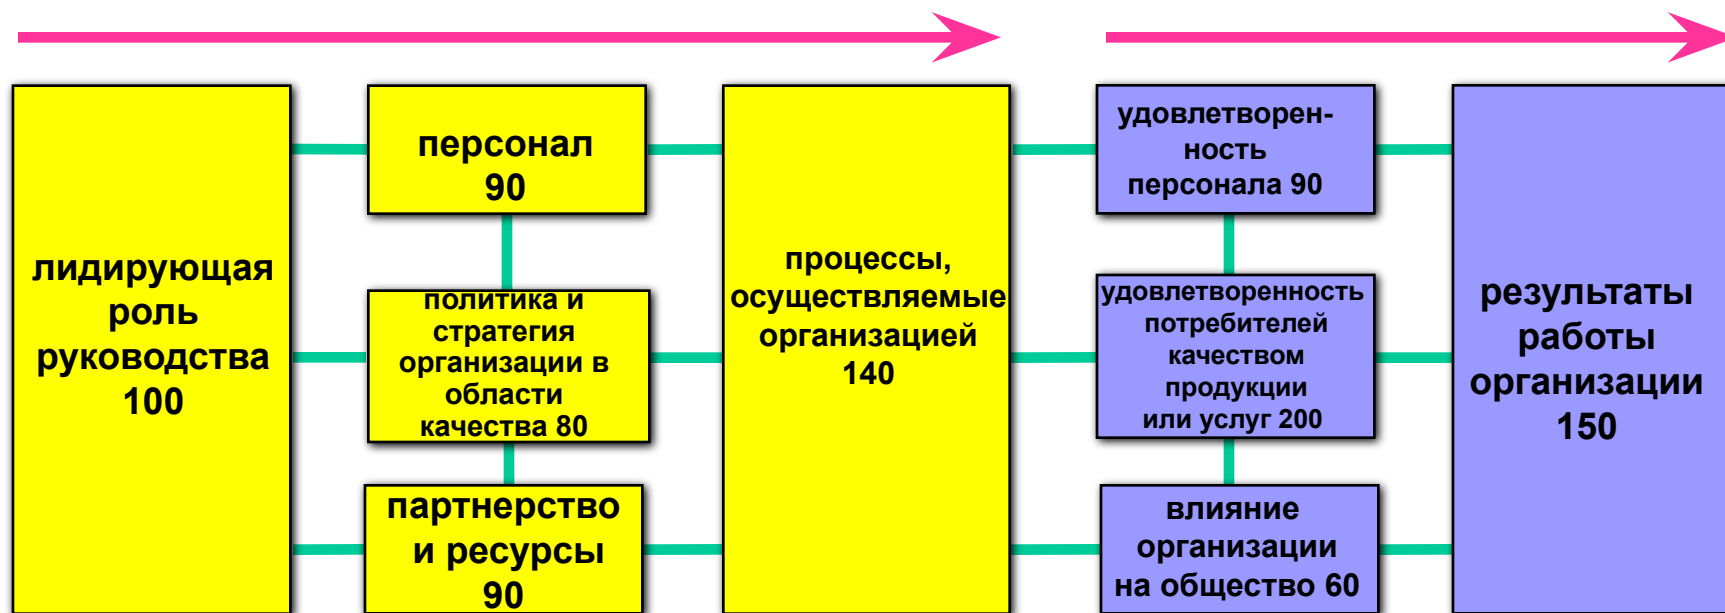 лидирующая
роль
руководства
100
персонал
90
политика и
стратегия
организации в
области
качества 80
партнерство
и ресурсы
90
процессы,
осуществляемые
организацией
140
удовлетворен-
ность
персонала 90
удовлетворенность
потребителей
качеством
продукции
или услуг 200
влияние
организации
на общество 60
результаты
работы
организации
150